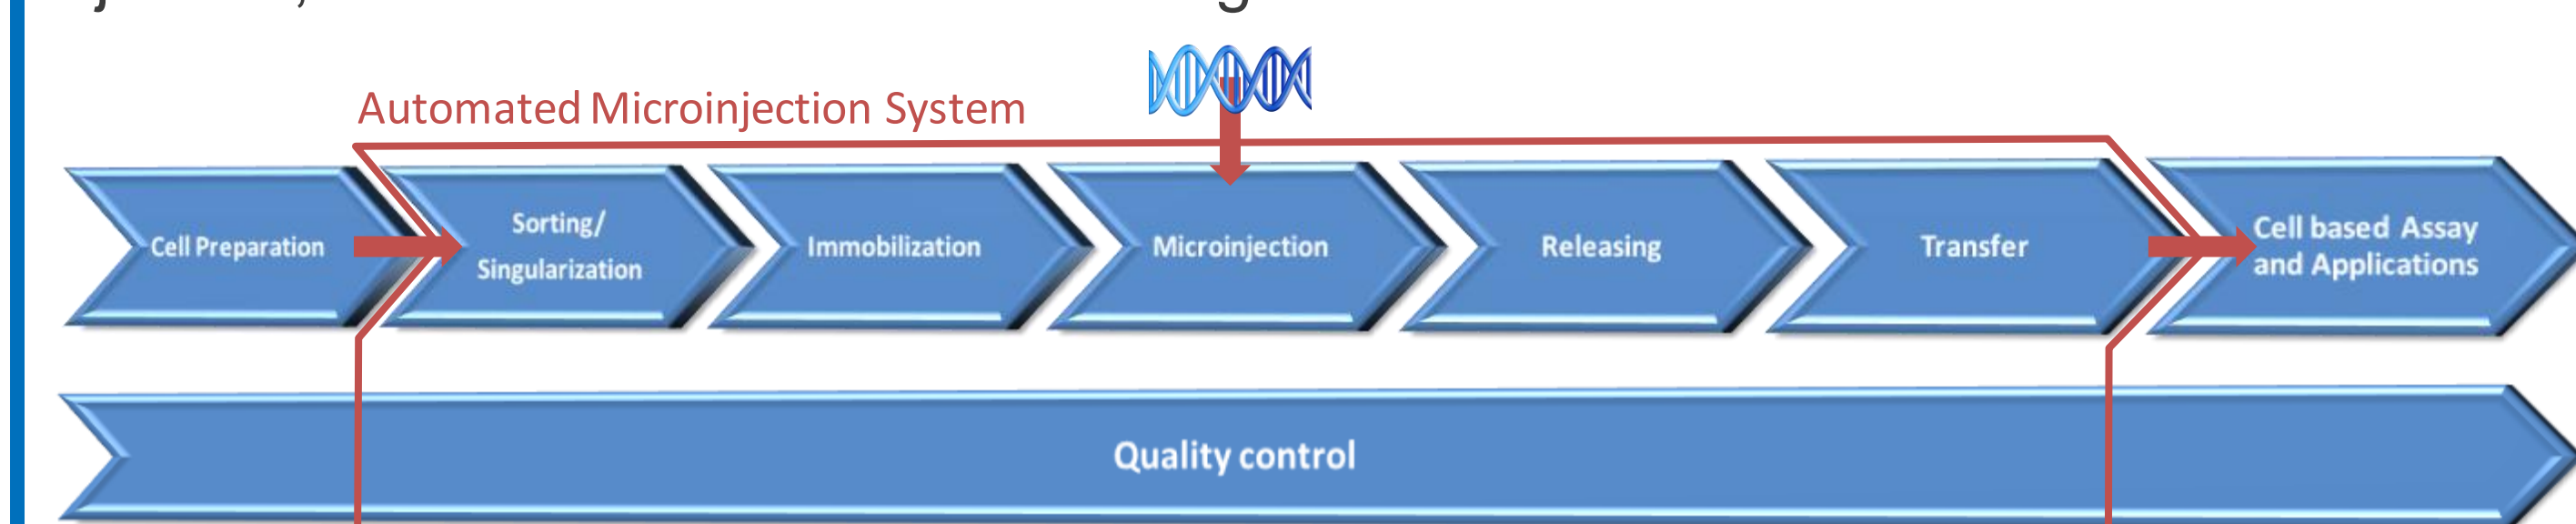 Automated Microinjection System
Cell Preparation
Sorting/
Singularization
Immobilization
Microinjection
Releasing
Transfer
Cell based Assay
and Applications
Quality control